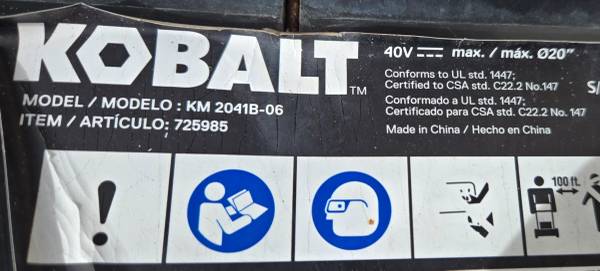 KOBALT™
40V max. / máx. Ø20"
Conforms to UL std. 1447;
Certified to CSA std. C22.2 No.147
Conformado a UL std. 1447;
Certificado para CSA std. C22.2 No. 147
Made in China / Hecho en China
MODEL / MODELO : KM 2041B-06
ITEM / ARTÍCULO: 725985
S/
!
100 ft.